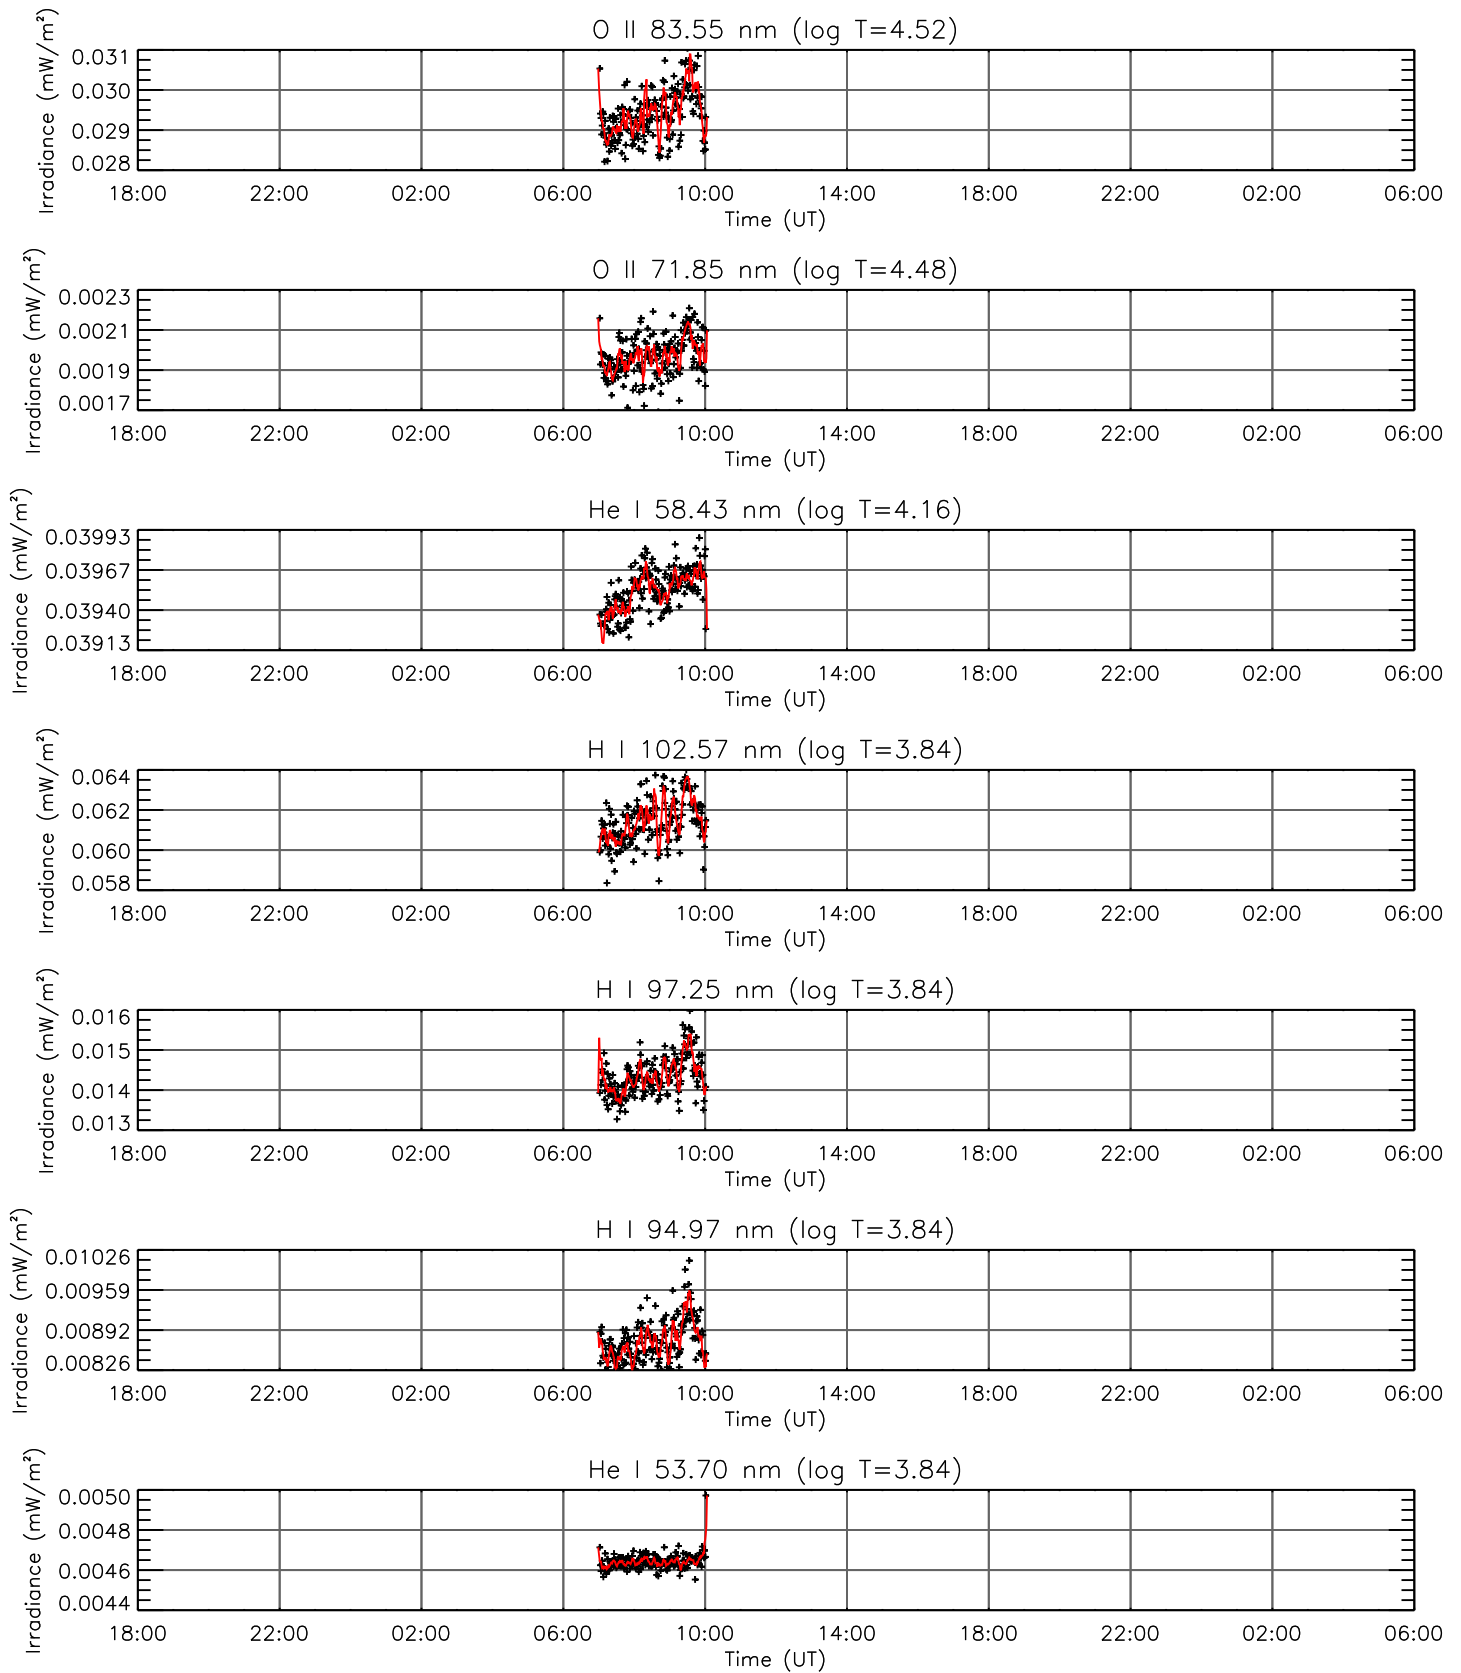 O II 83.55 nm (log T=4.52)
Irradiance (mW/m²)
0.031
0.030
0.029
0.028
18:00 22:00 02:00 06:00 10:00 14:00 18:00 22:00 02:00 06:00
Time (UT)
O II 71.85 nm (log T=4.48)
Irradiance (mW/m²)
0.0023
0.0021
0.0019
0.0017
18:00 22:00 02:00 06:00 10:00 14:00 18:00 22:00 02:00 06:00
Time (UT)
He I 58.43 nm (log T=4.16)
Irradiance (mW/m²)
0.03993
0.03967
0.03940
0.03913
18:00 22:00 02:00 06:00 10:00 14:00 18:00 22:00 02:00 06:00
Time (UT)
H I 102.57 nm (log T=3.84)
Irradiance (mW/m²)
0.064
0.062
0.060
0.058
18:00 22:00 02:00 06:00 10:00 14:00 18:00 22:00 02:00 06:00
Time (UT)
H I 97.25 nm (log T=3.84)
Irradiance (mW/m²)
0.016
0.015
0.014
0.013
18:00 22:00 02:00 06:00 10:00 14:00 18:00 22:00 02:00 06:00
Time (UT)
H I 94.97 nm (log T=3.84)
Irradiance (mW/m²)
0.01026
0.00959
0.00892
0.00826
18:00 22:00 02:00 06:00 10:00 14:00 18:00 22:00 02:00 06:00
Time (UT)
He I 53.70 nm (log T=3.84)
Irradiance (mW/m²)
0.0050
0.0048
0.0046
0.0044
18:00 22:00 02:00 06:00 10:00 14:00 18:00 22:00 02:00 06:00
Time (UT)